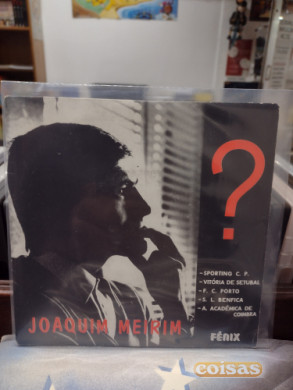 ?
- SPORTING C. P.
- VITÓRIA DE SETUBAL
- F. C. PORTO
- S. L. BENFICA
- A. ACADÉMICA DE
COIMBRA
JOAQUIM MEIRIM
FÉNIX
coisas